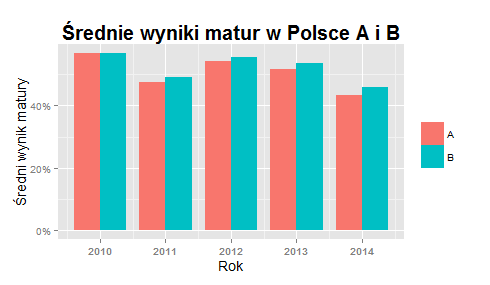 Średnie wyniki matur w Polsce A i B
Średni wynik matury
40%
20%
0%
2010 2011 2012 2013 2014
Rok
A
B